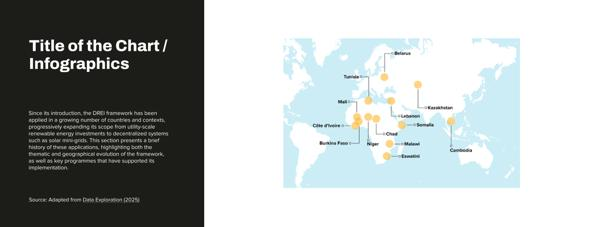 Title of the Chart /
Infographics
Since its introduction, the DREI framework has been
applied in a growing number of countries and contexts,
progressively expanding its scope from utility-scale
renewable energy investments to decentralized systems
such as solar mini-grids. This section presents a brief
history of these applications, highlighting both the
thematic and geographical evolution of the framework,
as well as key programmes that have supported its
implementation.
Source: Adapted from Data Exploration (2025)
Belarus
Tunisia
Mali
Kazakhstan
Lebanon
Côte d'Ivoire
Somalia
Chad
Burkina Faso
Niger
Malawi
Cambodia
Eswatini